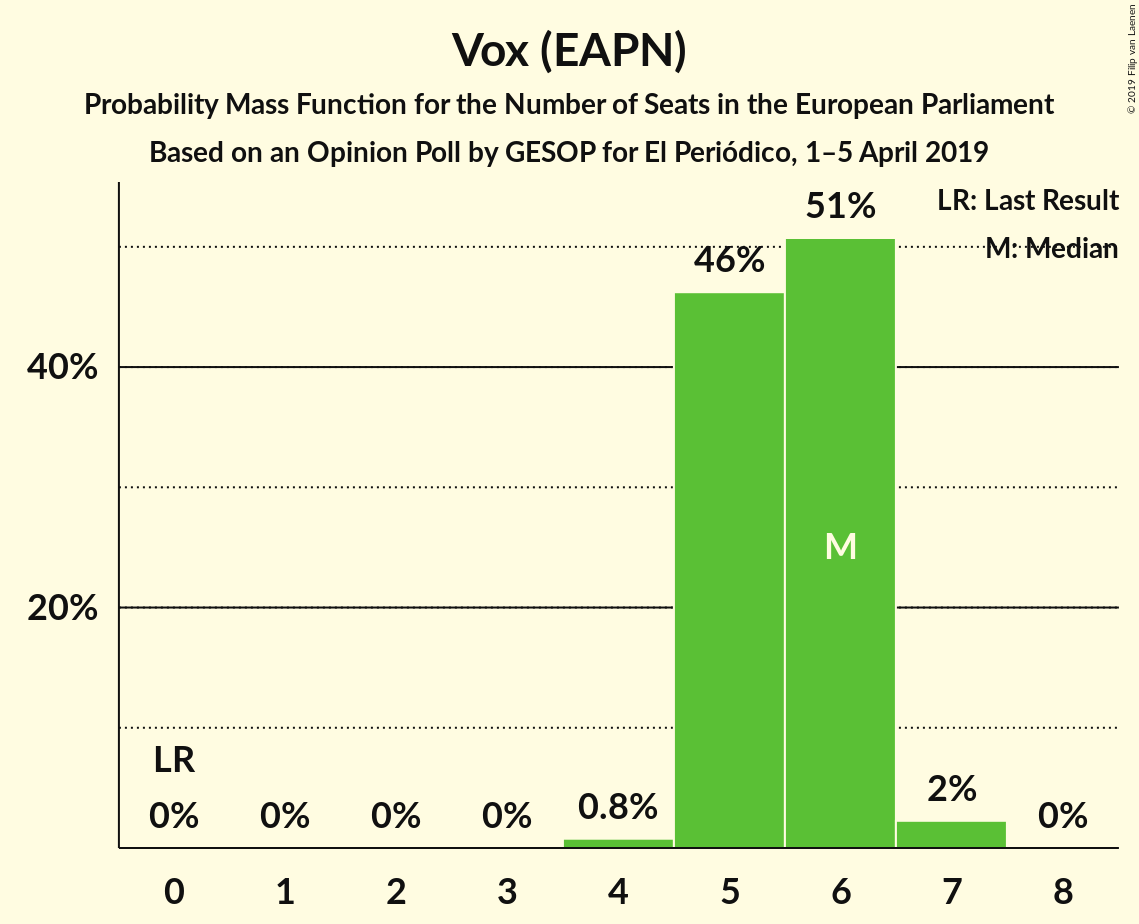 Vox (EAPN)
Probability Mass Function for the Number of Seats in the European Parliament
Based on an Opinion Poll by GESOP for El Periódico, 1–5 April 2019
© 2019 Filip van Laenen
LR: Last Result
M: Median
51%
46%
40%
M
20%
LR
0%
0%
0%
0%
0.8%
2%
0%
0
1
2
3
4
5
6
7
8